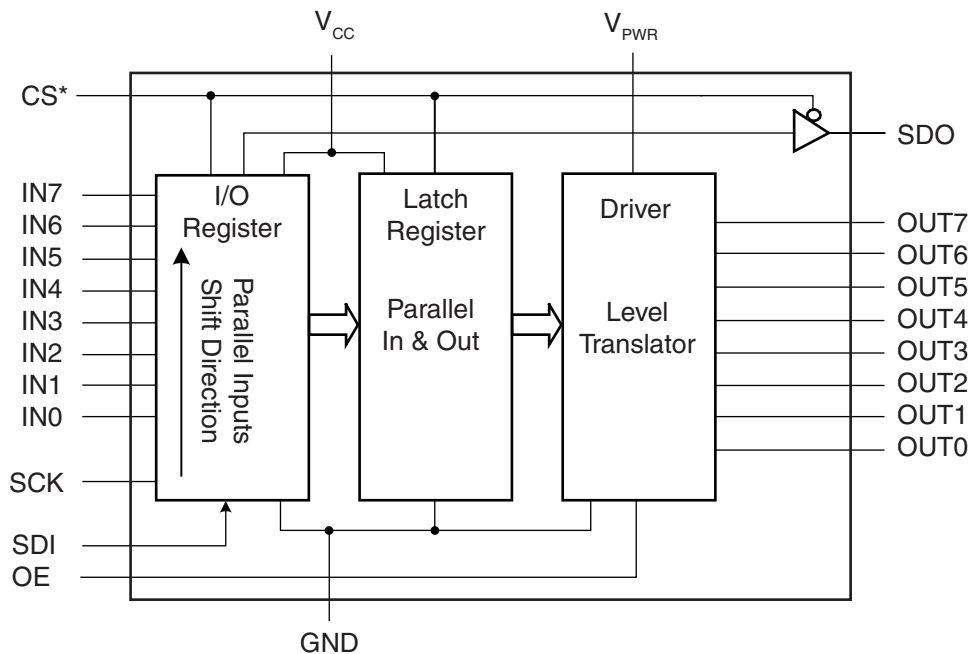 V_CC
V_PWR
CS*
SDO
IN7
IN6
IN5
IN4
IN3
IN2
IN1
IN0
SCK
SDI
OE
I/O
Register
Parallel Inputs
Shift Direction
Latch
Register
Parallel
In & Out
Driver
Level
Translator
OUT7
OUT6
OUT5
OUT4
OUT3
OUT2
OUT1
OUT0
GND